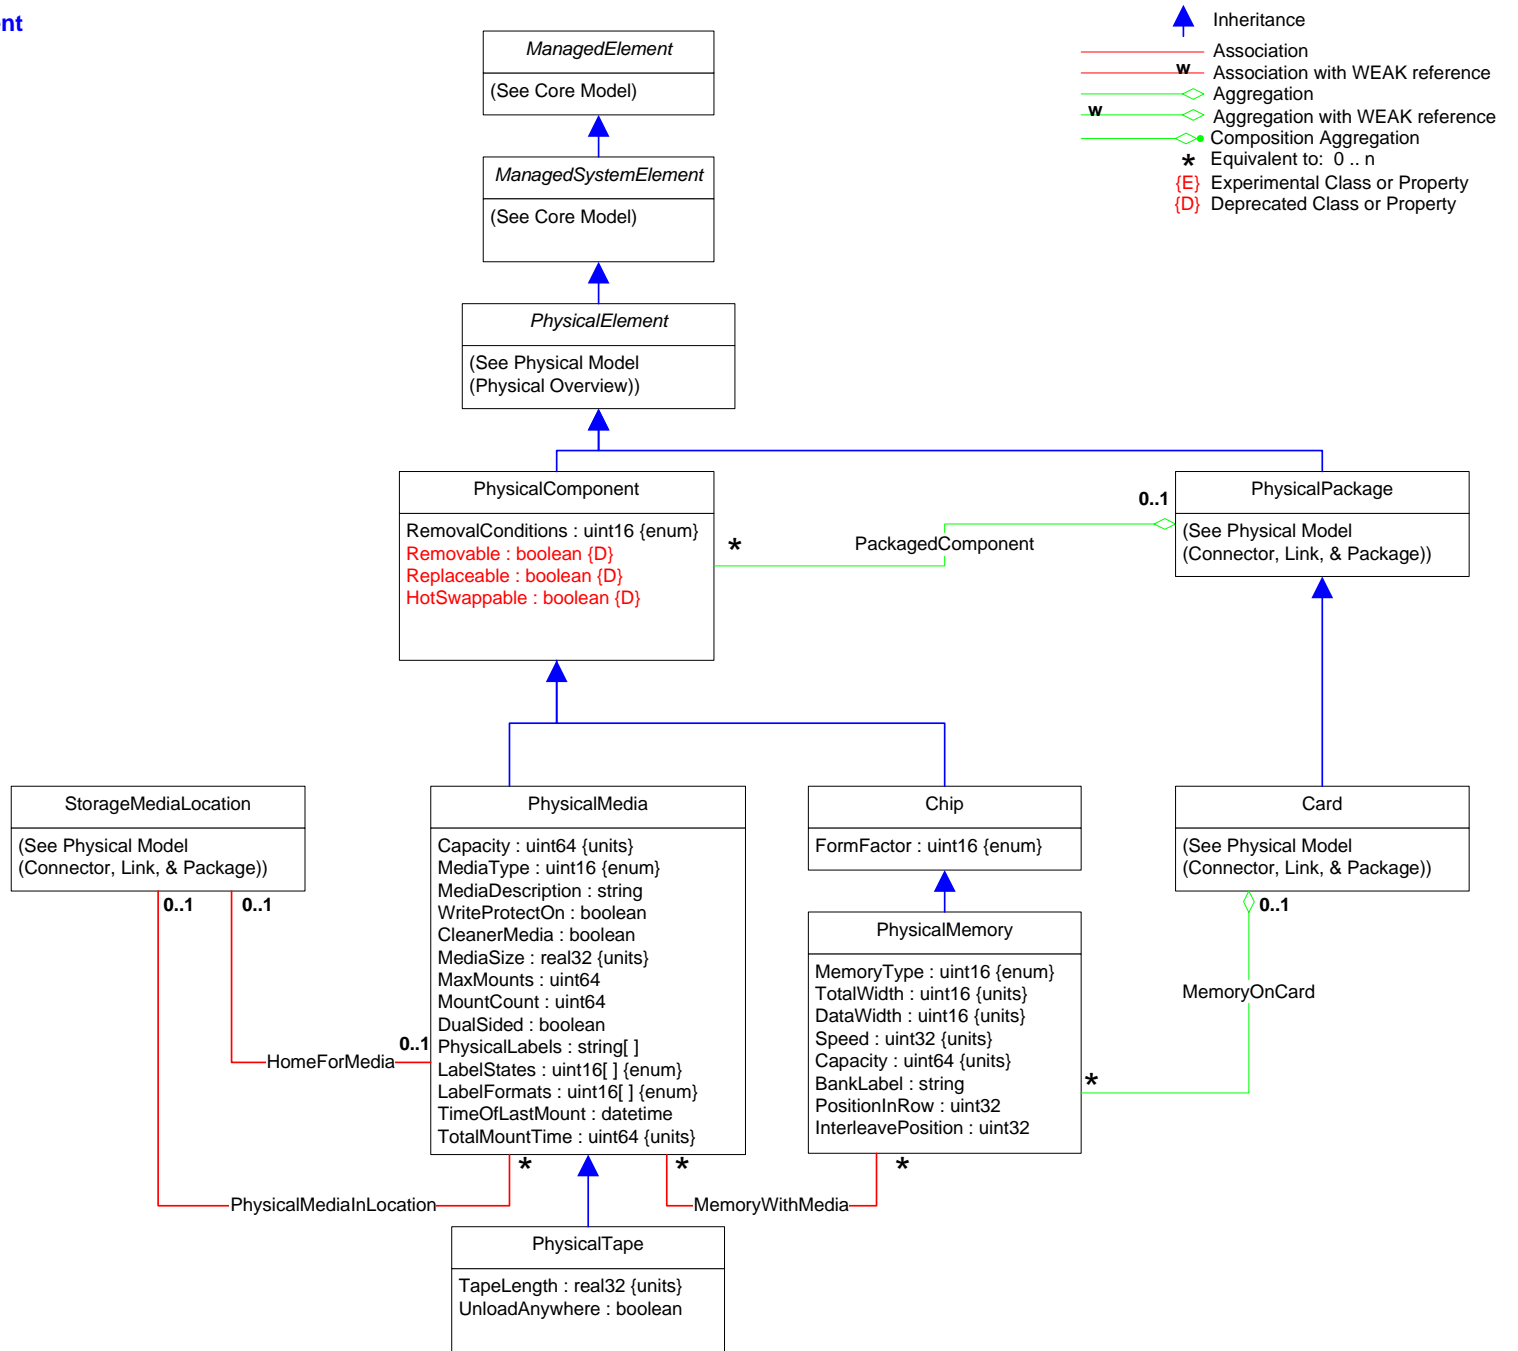 nt
Inheritance
Association
w
Association with WEAK reference
Aggregation
w
Aggregation with WEAK reference
Composition Aggregation
* Equivalent to: 0 .. n
{E} Experimental Class or Property
{D} Deprecated Class or Property
ManagedElement
(See Core Model)
ManagedSystemElement
(See Core Model)
PhysicalElement
(See Physical Model
(Physical Overview))
PhysicalComponent
RemovalConditions : uint16 {enum}
Removable : boolean {D}
Replaceable : boolean {D}
HotSwappable : boolean {D}
*
PackagedComponent
0..1
PhysicalPackage
(See Physical Model
(Connector, Link, & Package))
StorageMediaLocation
(See Physical Model
(Connector, Link, & Package))
0..1
0..1
HomeForMedia
0..1
PhysicalMedia
Capacity : uint64 {units}
MediaType : uint16 {enum}
MediaDescription : string
WriteProtectOn : boolean
CleanerMedia : boolean
MediaSize : real32 {units}
MaxMounts : uint64
MountCount : uint64
DualSided : boolean
PhysicalLabels : string[ ]
LabelStates : uint16[ ] {enum}
LabelFormats : uint16[ ] {enum}
TimeOfLastMount : datetime
TotalMountTime : uint64 {units}
Chip
FormFactor : uint16 {enum}
PhysicalMemory
MemoryType : uint16 {enum}
TotalWidth : uint16 {units}
DataWidth : uint16 {units}
Speed : uint32 {units}
Capacity : uint64 {units}
BankLabel : string
PositionInRow : uint32
InterleavePosition : uint32
Card
(See Physical Model
(Connector, Link, & Package))
0..1
MemoryOnCard
*
*
*
*
PhysicalMediaInLocation
MemoryWithMedia
PhysicalTape
TapeLength : real32 {units}
UnloadAnywhere : boolean